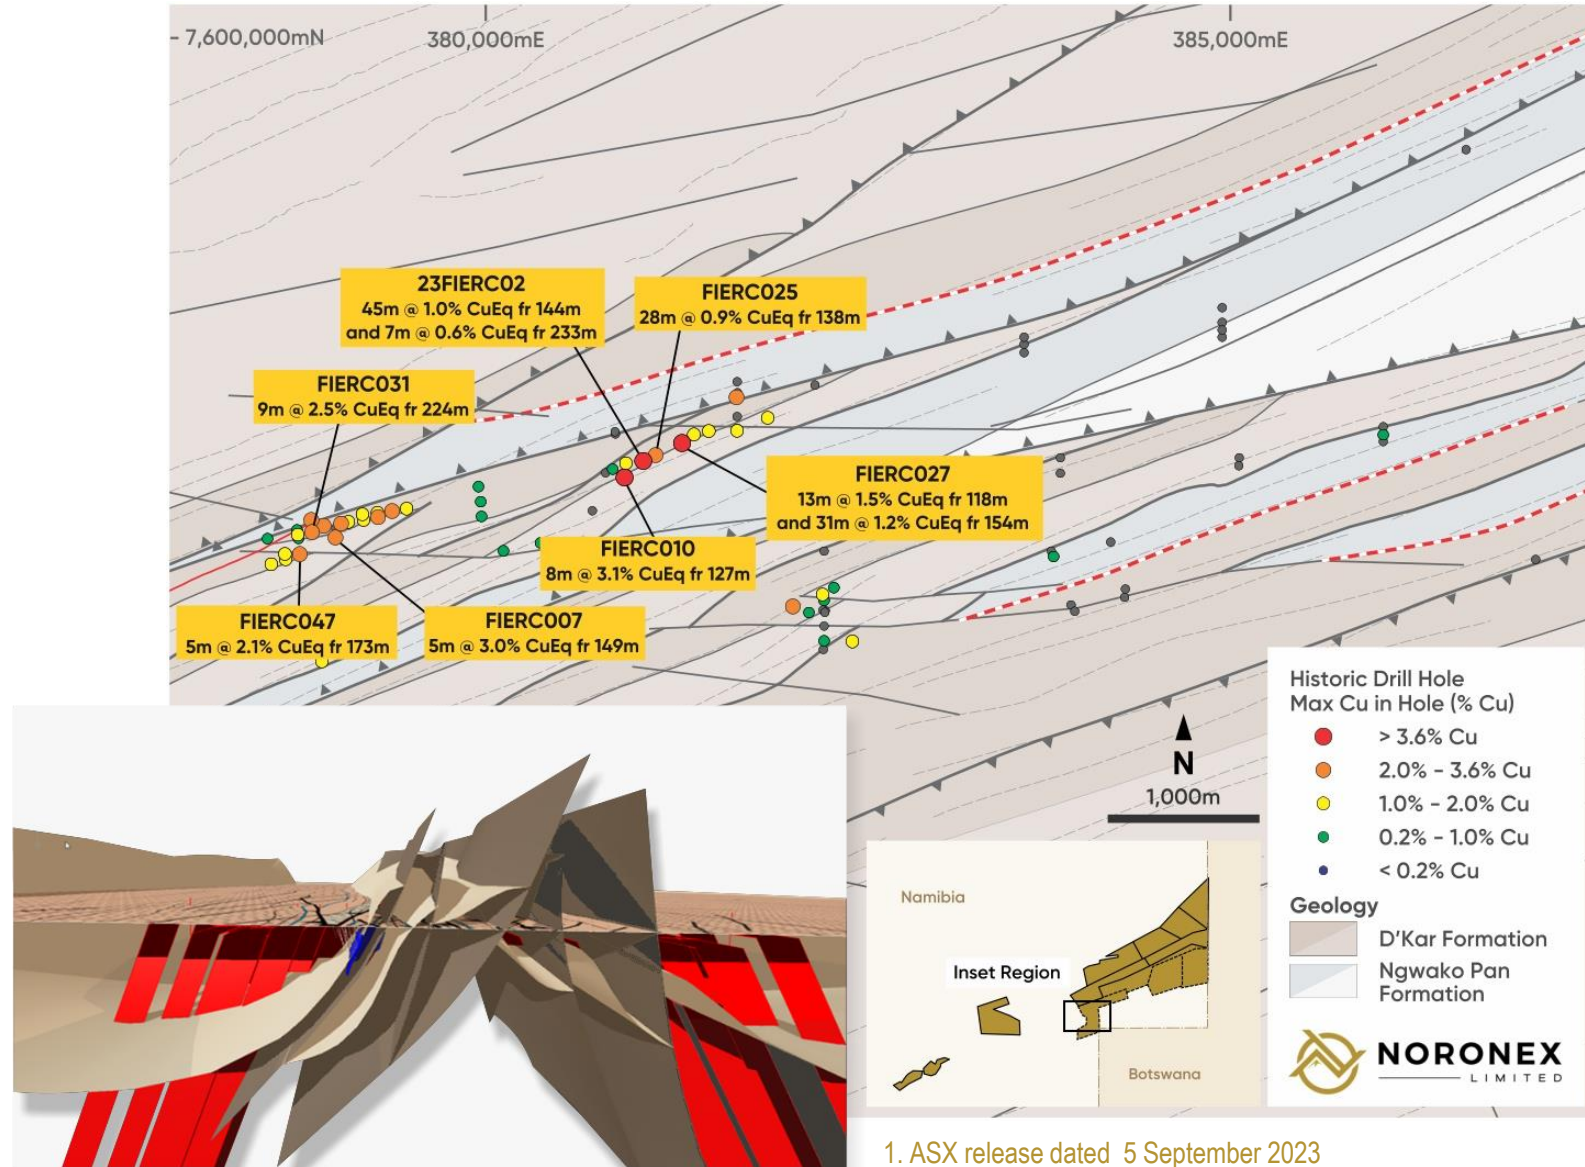 7,600,000mN
380,000mE
385,000mE
23FIERC02
45m @ 1.0% CuEq fr 144m
and 7m @ 0.6% CuEq fr 233m
FIERC025
28m @ 0.9% CuEq fr 138m
FIERC031
9m @ 2.5% CuEq fr 224m
FIERC027
13m @ 1.5% CuEq fr 118m
and 31m @ 1.2% CuEq fr 154m
FIERC010
8m @ 3.1% CuEq fr 127m
FIERC047
5m @ 2.1% CuEq fr 173m
FIERC007
5m @ 3.0% CuEq fr 149m
N
1,000m
Historic Drill Hole
Max Cu in Hole (% Cu)
> 3.6% Cu
2.0% - 3.6% Cu
1.0% - 2.0% Cu
0.2% - 1.0% Cu
< 0.2% Cu
Geology
D'Kar Formation
Ngwako Pan
Formation
Namibia
Inset Region
Botswana
NORONEX
LIMITED
1. ASX release dated 5 September 2023